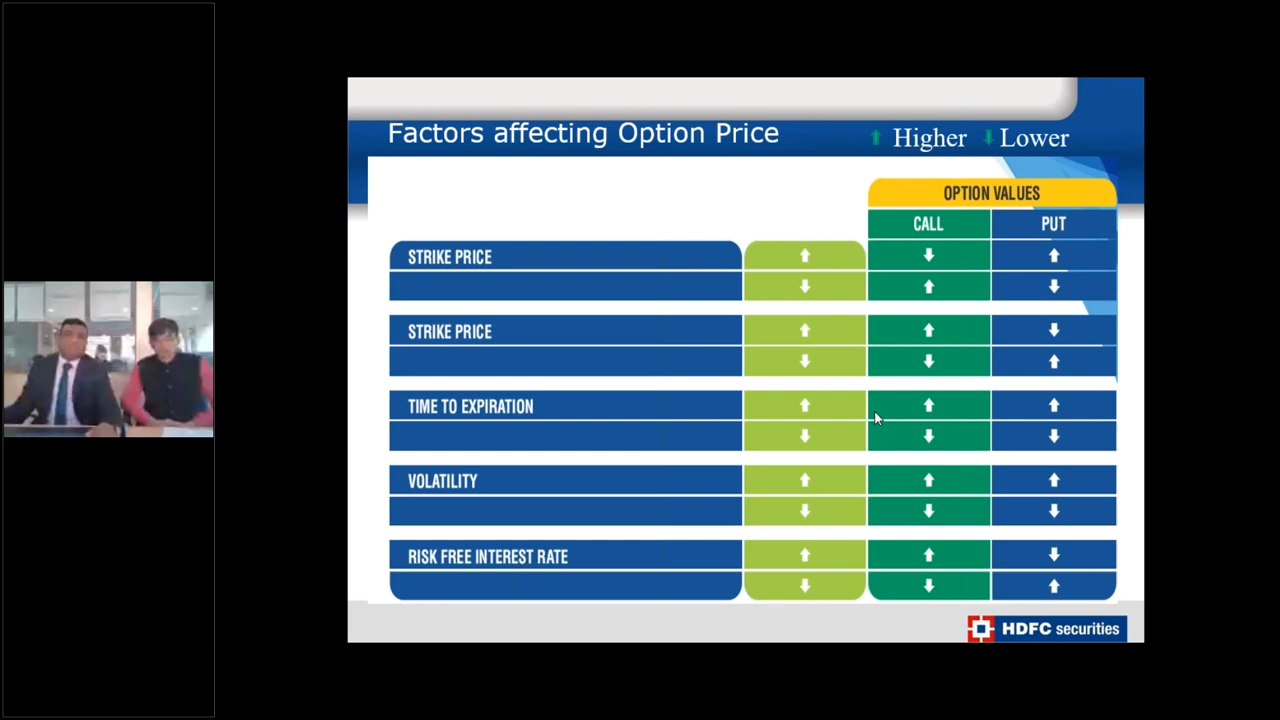 Factors affecting Option Price
Higher Lower
OPTION VALUES
CALL PUT
STRIKE PRICE
STRIKE PRICE
TIME TO EXPIRATION
VOLATILITY
RISK FREE INTEREST RATE
HDFC securities